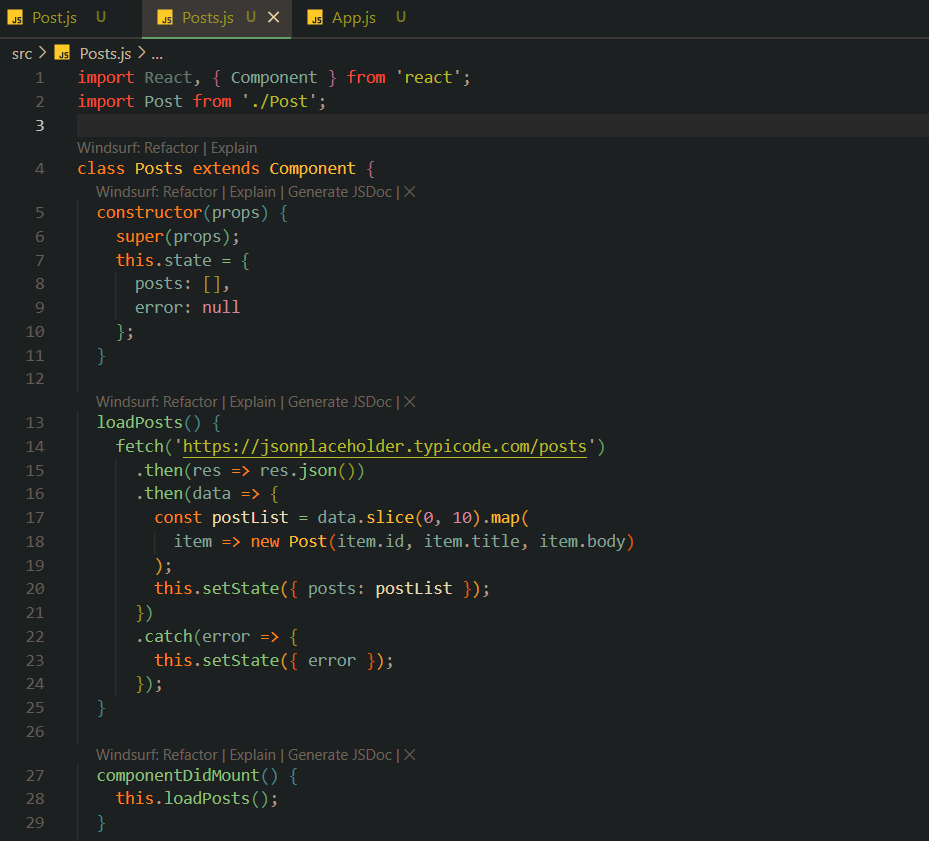 JS Post.js U JS Posts.js U × JS App.js U
src > JS Posts.js > ...
1 import React, { Component } from 'react';
2 import Post from './Post';
3
Windsurf: Refactor | Explain
4 class Posts extends Component {
Windsurf: Refactor | Explain | Generate JSDoc | ×
5   constructor(props) {
6     super(props);
7     this.state = {
8       posts: [],
9       error: null
10     };
11   }
12
Windsurf: Refactor | Explain | Generate JSDoc | ×
13   loadPosts() {
14     fetch('https://jsonplaceholder.typicode.com/posts')
15       .then(res => res.json())
16       .then(data => {
17         const postList = data.slice(0, 10).map(
18           item => new Post(item.id, item.title, item.body)
19         );
20         this.setState({ posts: postList });
21       })
22       .catch(error => {
23         this.setState({ error });
24       });
25   }
26
Windsurf: Refactor | Explain | Generate JSDoc | ×
27   componentDidMount() {
28     this.loadPosts();
29   }